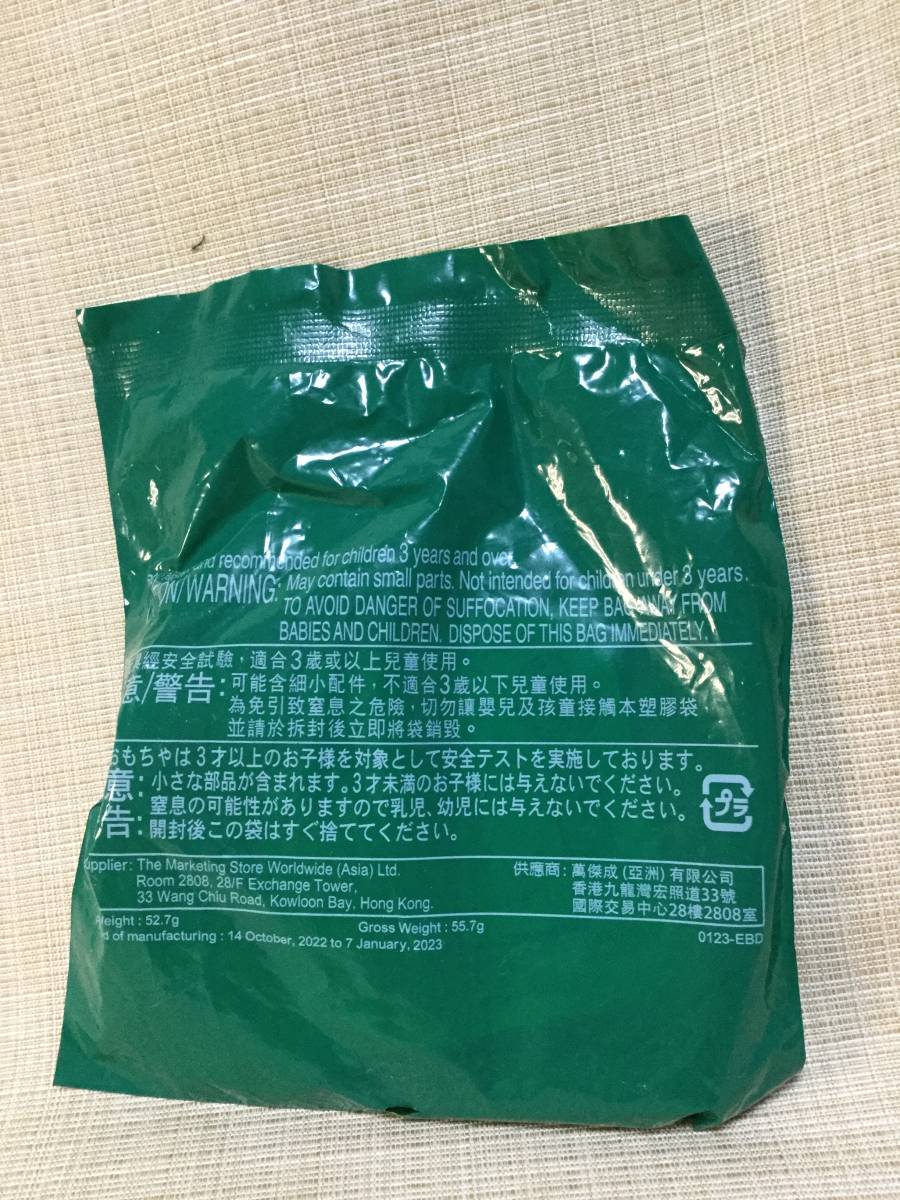 and recommended for children 3 years and over
WARNING: May contain small parts. Not intended for children under 3 years.
TO AVOID DANGER OF SUFFOCATION, KEEP BAG AWAY FROM
BABIES AND CHILDREN. DISPOSE OF THIS BAG IMMEDIATELY.
經安全試驗，適合3歲或以上兒童使用。
意/警告:可能含細小配件，不適合3歲以下兒童使用。
為免引致窒息之危險，切勿讓嬰兒及孩童接觸本塑膠袋
並請於拆封後立即將袋銷毀。
おもちゃは3才以上のお子様を対象として安全テストを実施しております。
意: 小さな部品が含まれます。3才未満のお子様には与えないでください。
告: 窒息の可能性がありますので乳児、幼児には与えないでください。
開封後この袋はすぐ捨ててください。
プラ
upplier: The Marketing Store Worldwide (Asia) Ltd.
Room 2808, 28/F Exchange Tower,
33 Wang Chiu Road, Kowloon Bay, Hong Kong.
供應商: 萬傑成 (亞洲) 有限公司
香港九龍灣宏照道33號
國際交易中心28樓2808室
Weight : 52.7g
Gross Weight : 55.7g
d of manufacturing : 14 October, 2022 to 7 January, 2023
0123-EBD